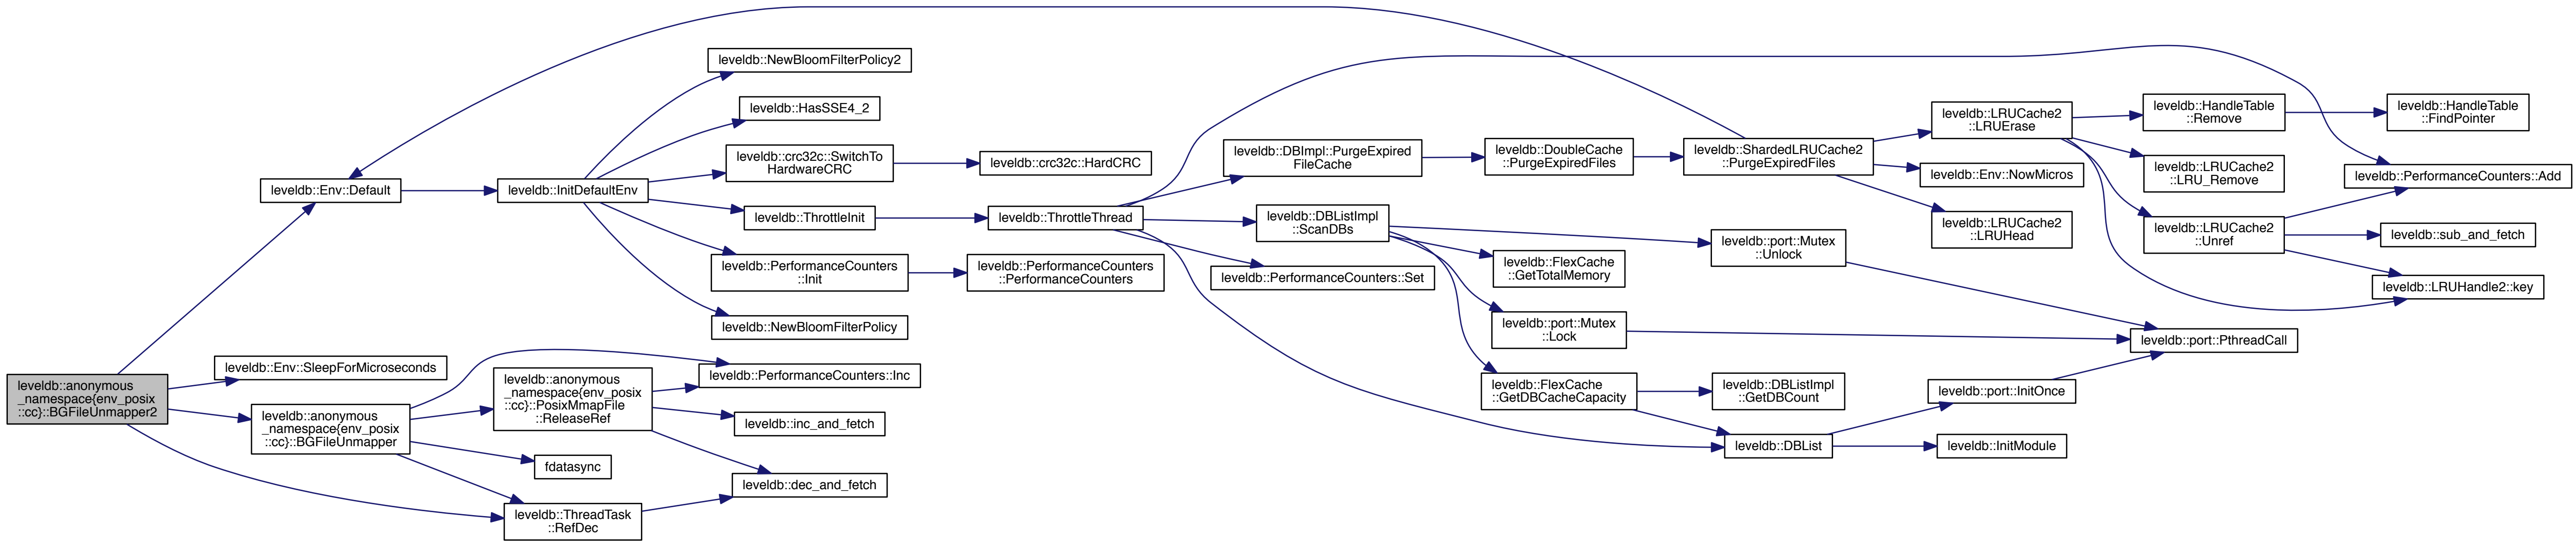 leveldb::anonymous
_namespace{env_posix
::cc}::BGFileUnmapper2
leveldb::Env::Default
leveldb::Env::SleepForMicroseconds
leveldb::anonymous
_namespace{env_posix
::cc}::BGFileUnmapper
leveldb::InitDefaultEnv
leveldb::anonymous
_namespace{env_posix
::cc}::PosixMmapFile
::ReleaseRef
fdatasync
leveldb::ThreadTask
::RefDec
leveldb::NewBloomFilterPolicy2
leveldb::HasSSE4_2
leveldb::crc32c::SwitchTo
HardwareCRC
leveldb::ThrottleInit
leveldb::PerformanceCounters
::Init
leveldb::NewBloomFilterPolicy
leveldb::PerformanceCounters::Inc
leveldb::inc_and_fetch
leveldb::dec_and_fetch
leveldb::crc32c::HardCRC
leveldb::ThrottleThread
leveldb::PerformanceCounters
::PerformanceCounters
leveldb::DBImpl::PurgeExpired
FileCache
leveldb::DBListImpl
::ScanDBs
leveldb::PerformanceCounters::Set
leveldb::DoubleCache
::PurgeExpiredFiles
leveldb::FlexCache
::GetTotalMemory
leveldb::port::Mutex
::Lock
leveldb::FlexCache
::GetDBCacheCapacity
leveldb::ShardedLRUCache2
::PurgeExpiredFiles
leveldb::port::Mutex
::Unlock
leveldb::DBListImpl
::GetDBCount
leveldb::DBList
leveldb::LRUCache2
::LRUErase
leveldb::Env::NowMicros
leveldb::LRUCache2
::LRUHead
leveldb::port::InitOnce
leveldb::InitModule
leveldb::HandleTable
::Remove
leveldb::LRUCache2
::LRU_Remove
leveldb::LRUCache2
::Unref
leveldb::port::PthreadCall
leveldb::HandleTable
::FindPointer
leveldb::PerformanceCounters::Add
leveldb::sub_and_fetch
leveldb::LRUHandle2::key